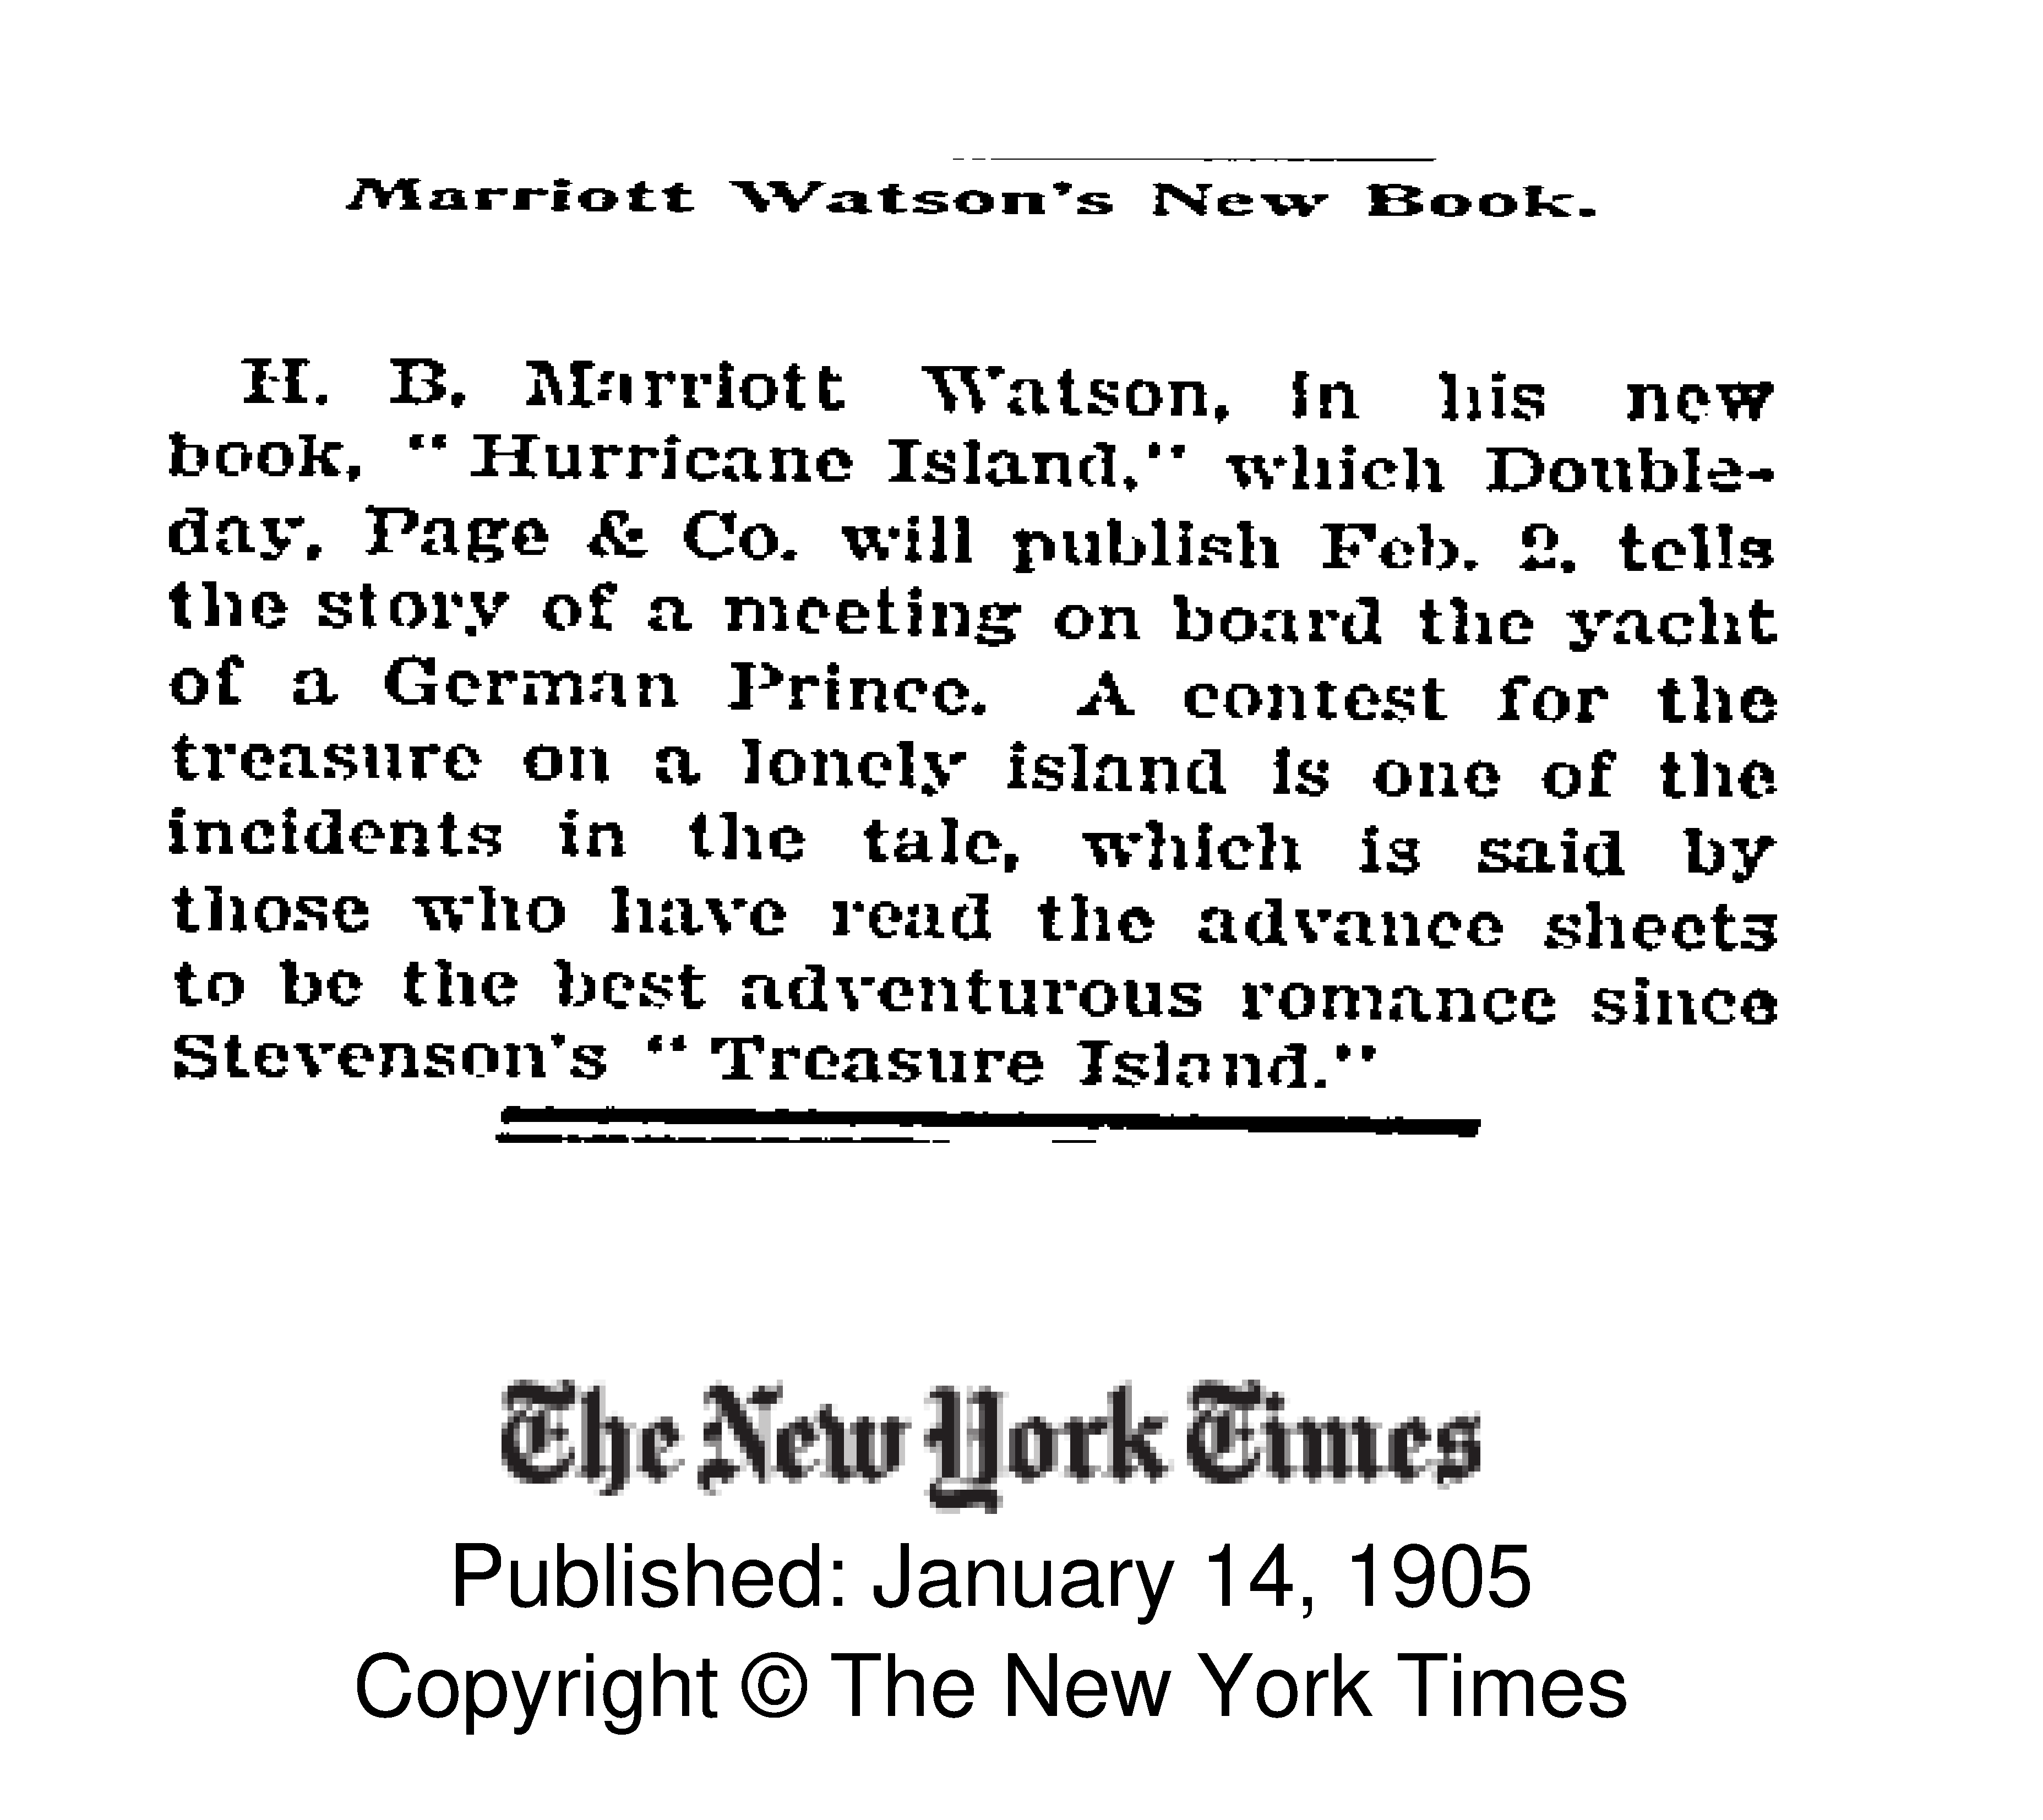 Marriott Watson's New Book.
H. B. Marriott Watson, in his new
book, "Hurricane Island," which Double-
day, Page & Co. will publish Feb. 2, tells
the story of a meeting on board the yacht
of a German Prince. A contest for the
treasure on a lonely island is one of the
incidents in the tale, which is said by
those who have read the advance sheets
to be the best adventurous romance since
Stevenson's "Treasure Island."
The New York Times
Published: January 14, 1905
Copyright © The New York Times